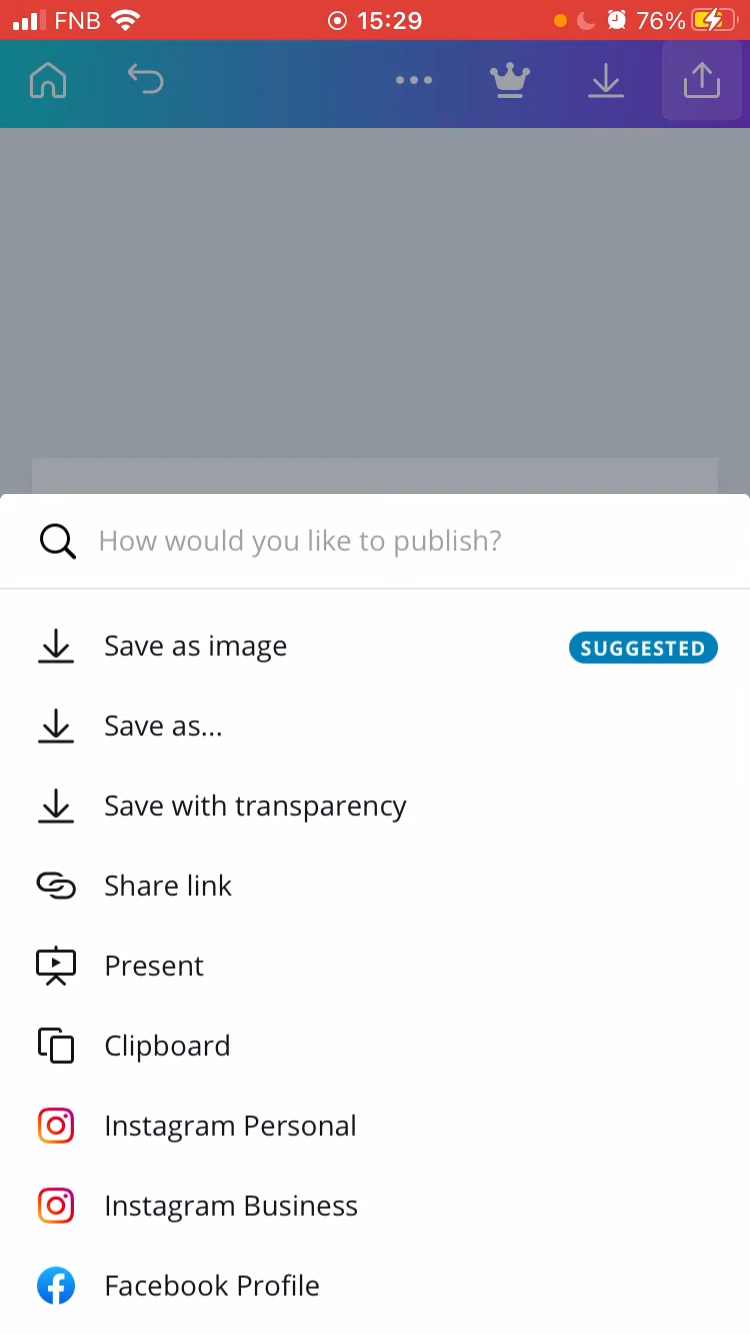 FNB 15:29 76%
How would you like to publish?
Save as image SUGGESTED
Save as...
Save with transparency
Share link
Present
Clipboard
Instagram Personal
Instagram Business
Facebook Profile